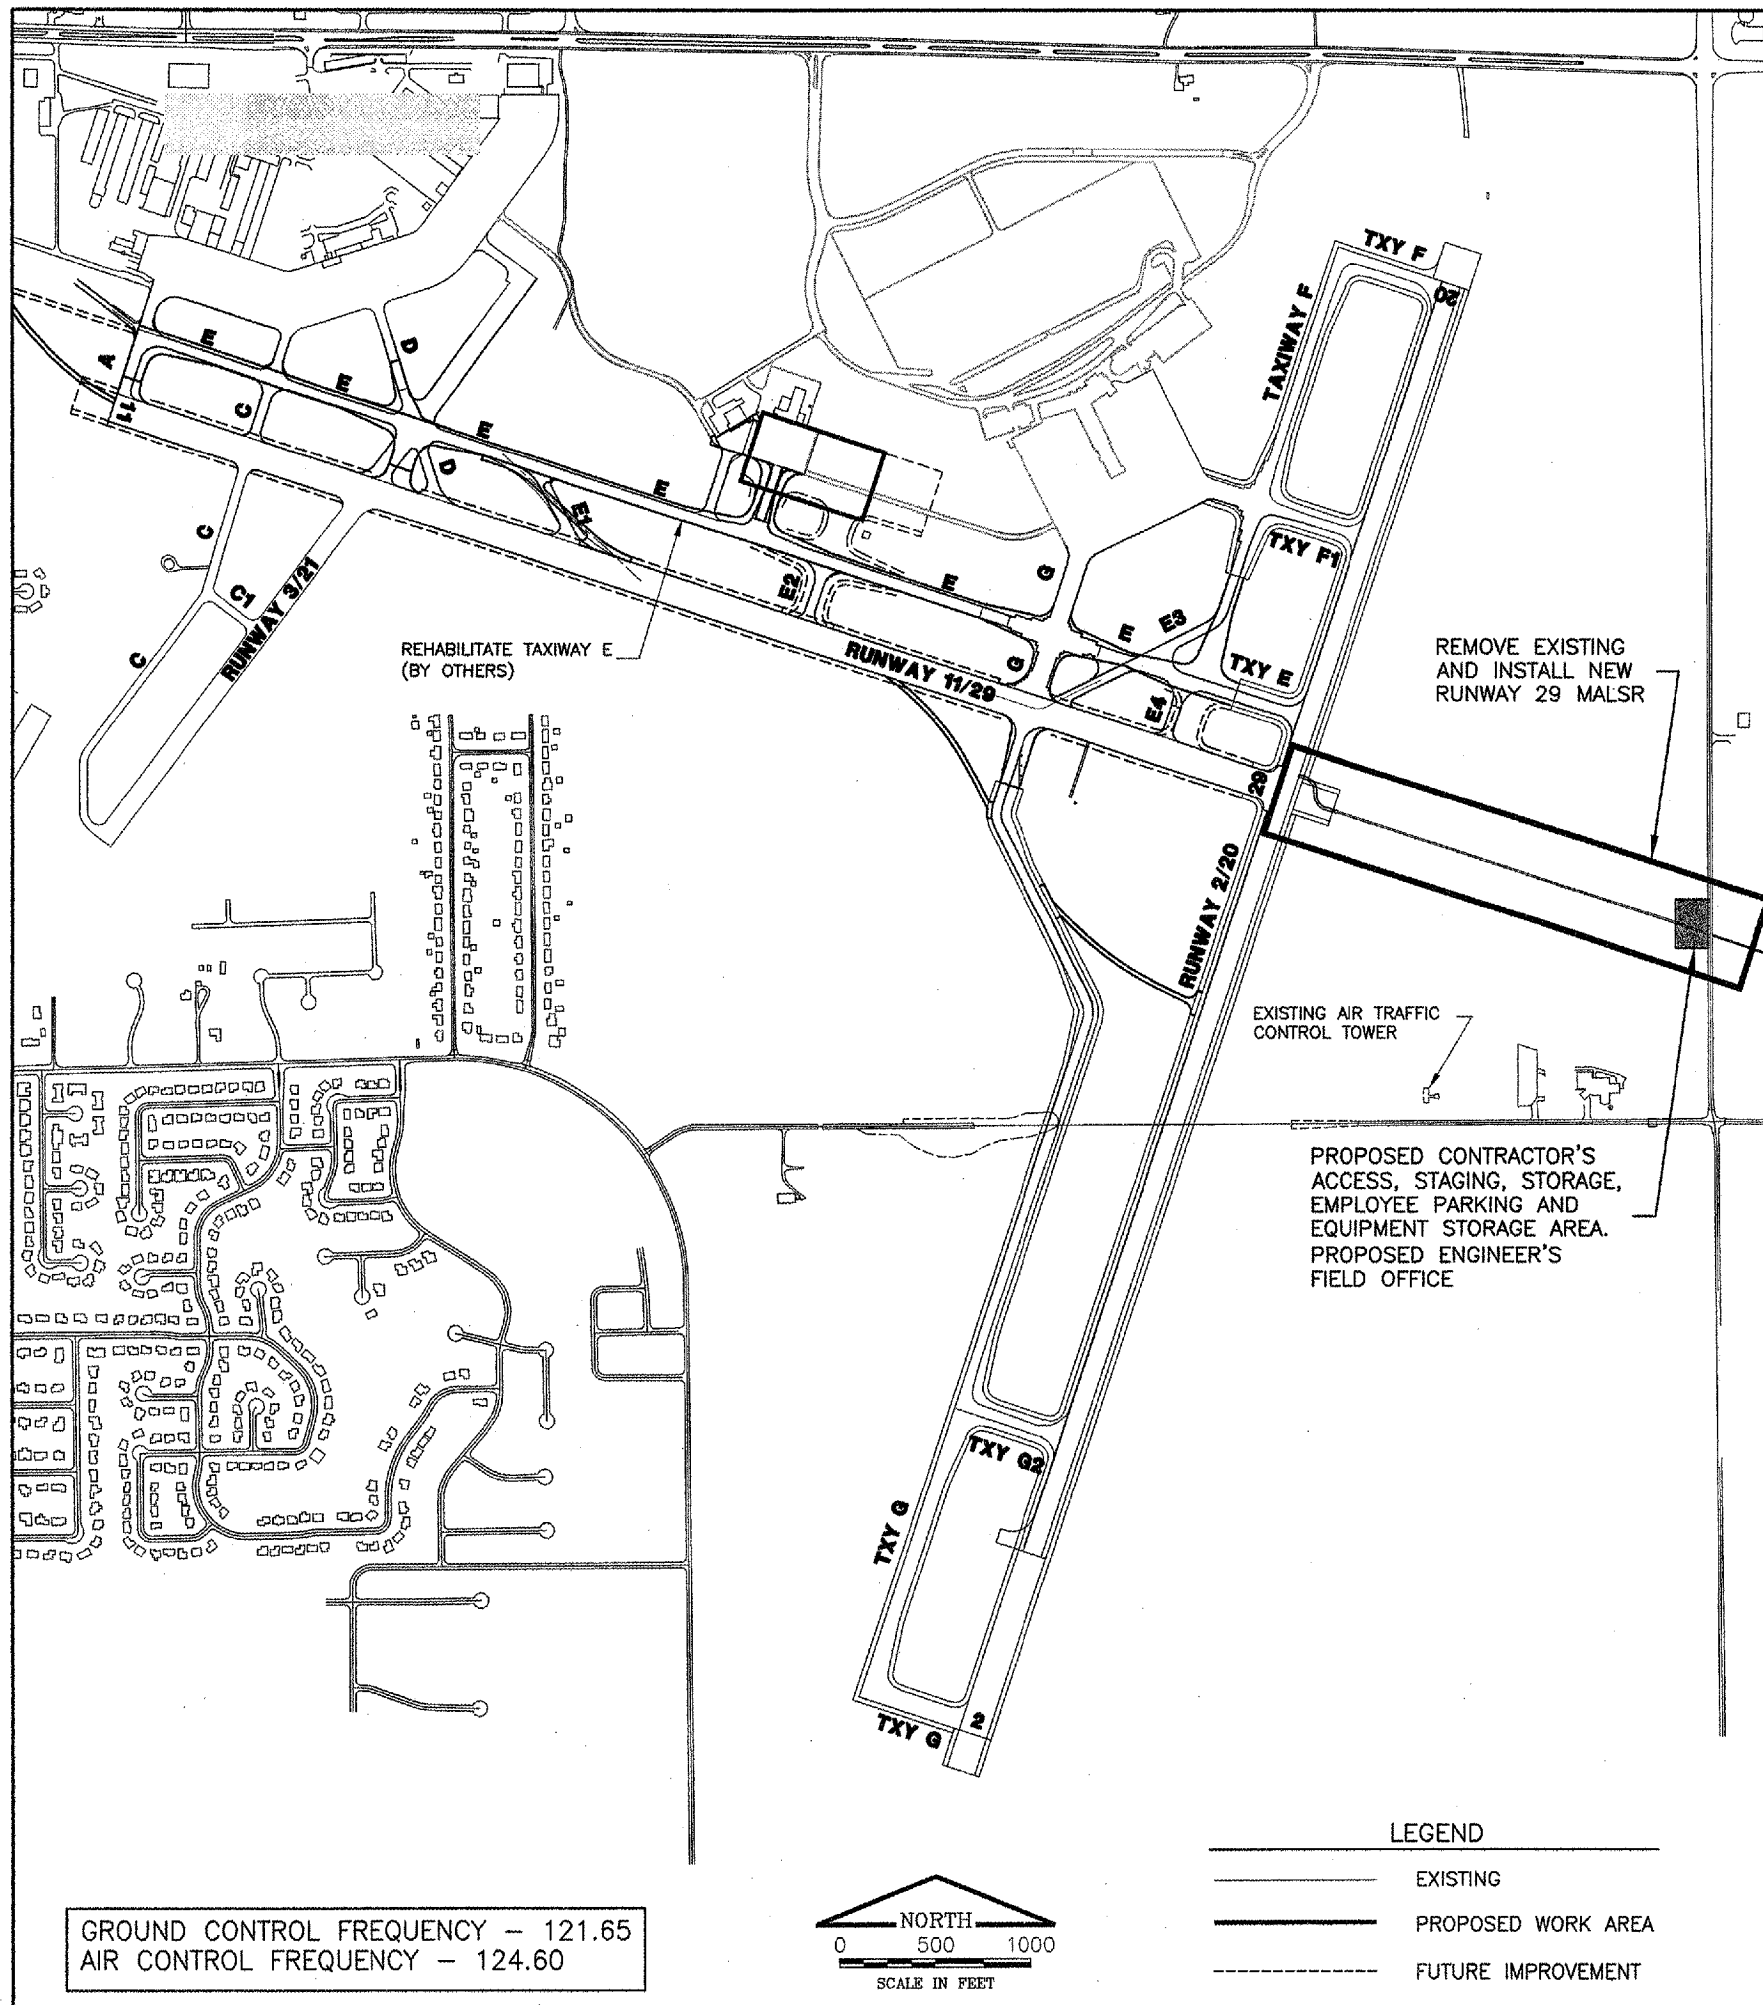 TXY F
20
TAXIWAY F
A
E
E
D
C
11
E
D
E
E1
TXY F1
E2
E
G
C
C1
RUNWAY 3/21
C
REHABILITATE TAXIWAY E
(BY OTHERS)
RUNWAY 11/29
G
E
E3
TXY E
E4
29
REMOVE EXISTING
AND INSTALL NEW
RUNWAY 29 MALSR
RUNWAY 2/20
EXISTING AIR TRAFFIC
CONTROL TOWER
PROPOSED CONTRACTOR'S
ACCESS, STAGING, STORAGE,
EMPLOYEE PARKING AND
EQUIPMENT STORAGE AREA.
PROPOSED ENGINEER'S
FIELD OFFICE
TXY G2
TXY G
TXY G
2
LEGEND
EXISTING
PROPOSED WORK AREA
FUTURE IMPROVEMENT
NORTH
0 500 1000
SCALE IN FEET
GROUND CONTROL FREQUENCY – 121.65
AIR CONTROL FREQUENCY – 124.60